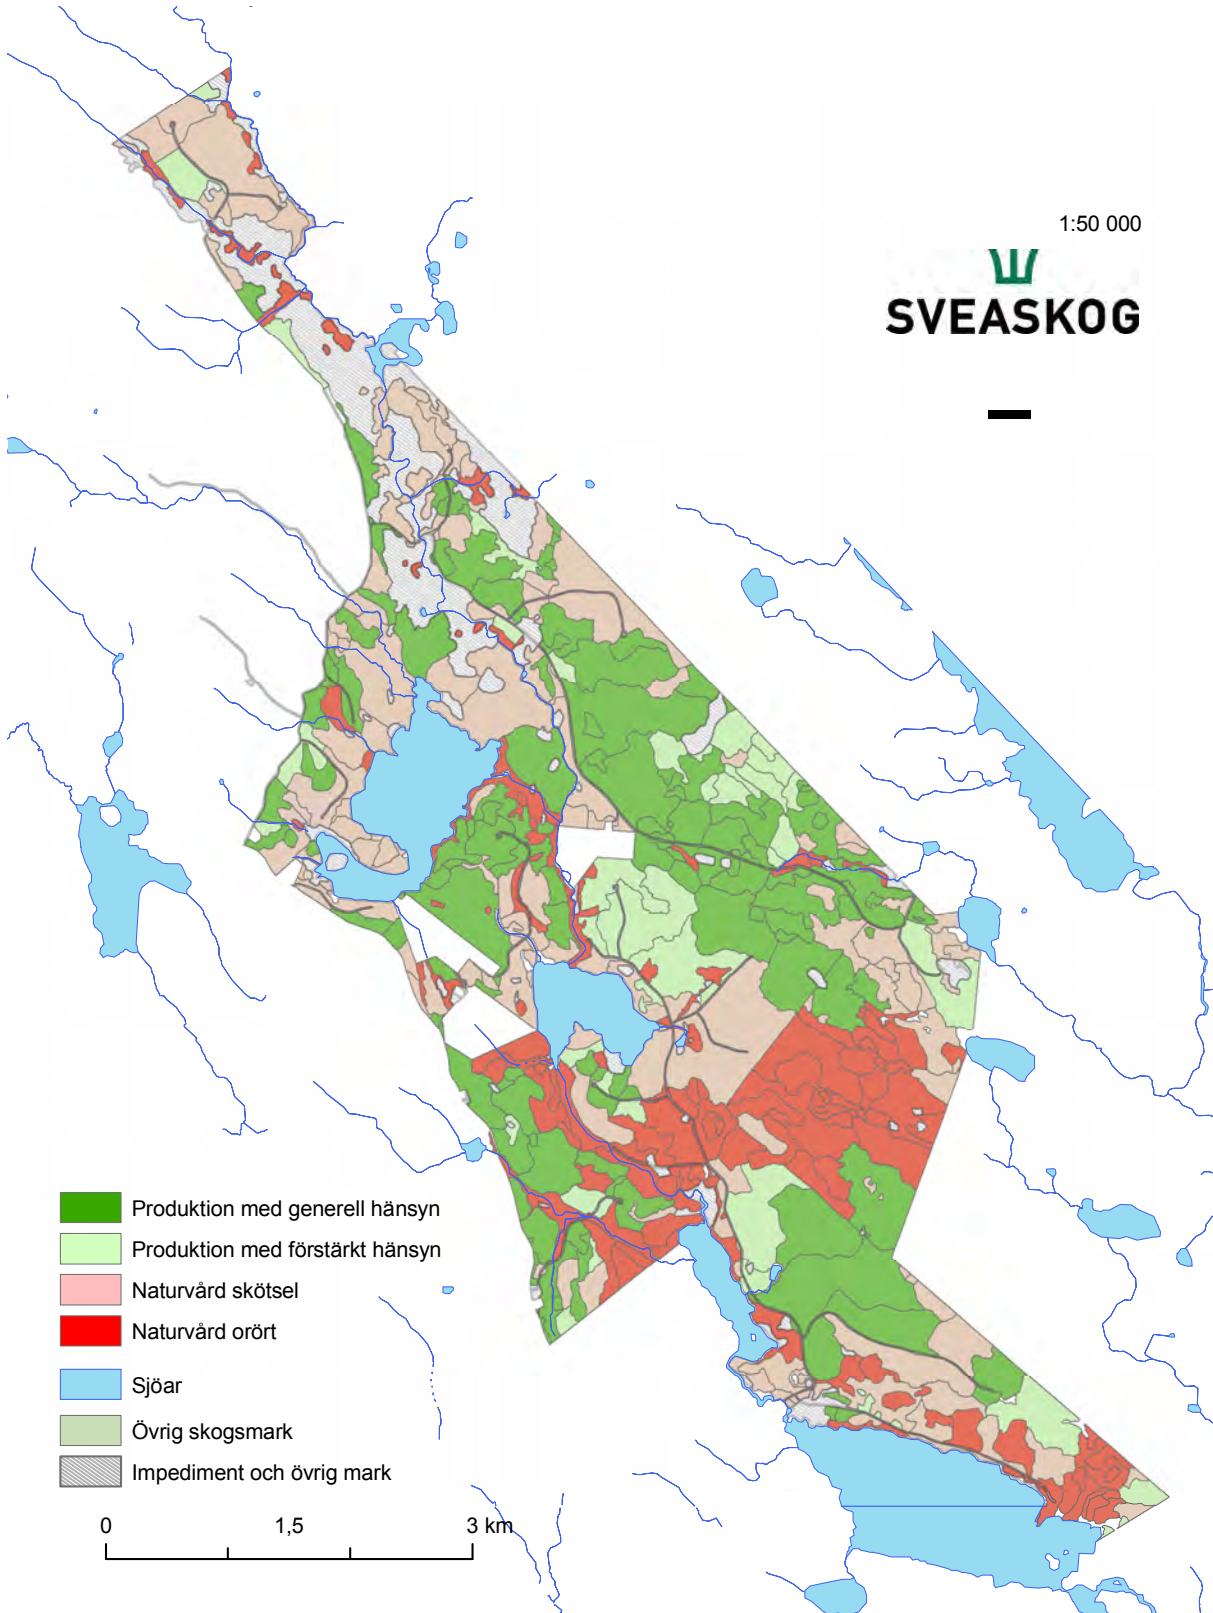 1:50 000
SVEASKOG
Produktion med generell hänsyn
Produktion med förstärkt hänsyn
Naturvård skötsel
Naturvård orört
Sjöar
Övrig skogsmark
Impediment och övrig mark
0 1,5 3 km